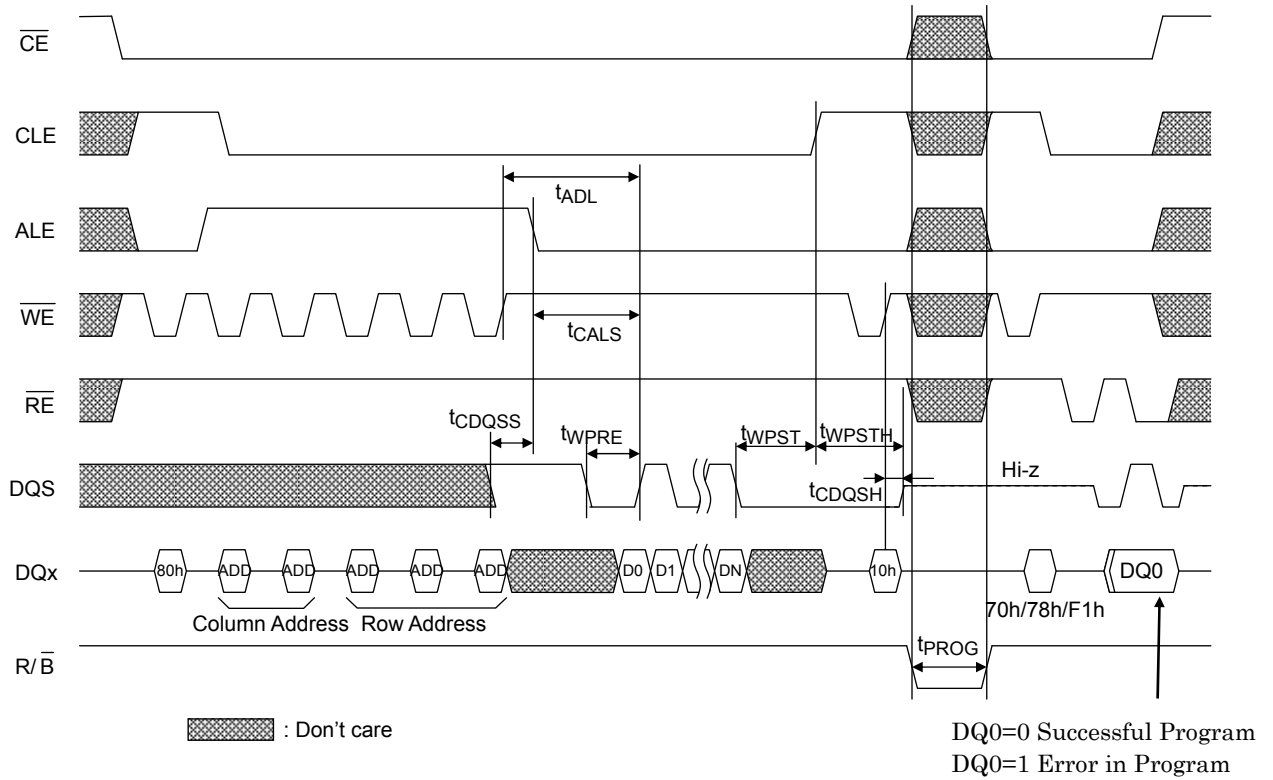 CE
CLE
tADL
ALE
WE
tCALS
RE
tCDQSS
tWPRE
tWPST
tWPSTH
Hi-z
DQS
tCDQSH
DQx
80h
ADD
ADD
ADD
ADD
ADD
D0
D1
DN
10h
DQ0
Column Address
Row Address
70h/78h/F1h
R/B
tPROG
: Don't care
DQ0=0 Successful Program
DQ0=1 Error in Program